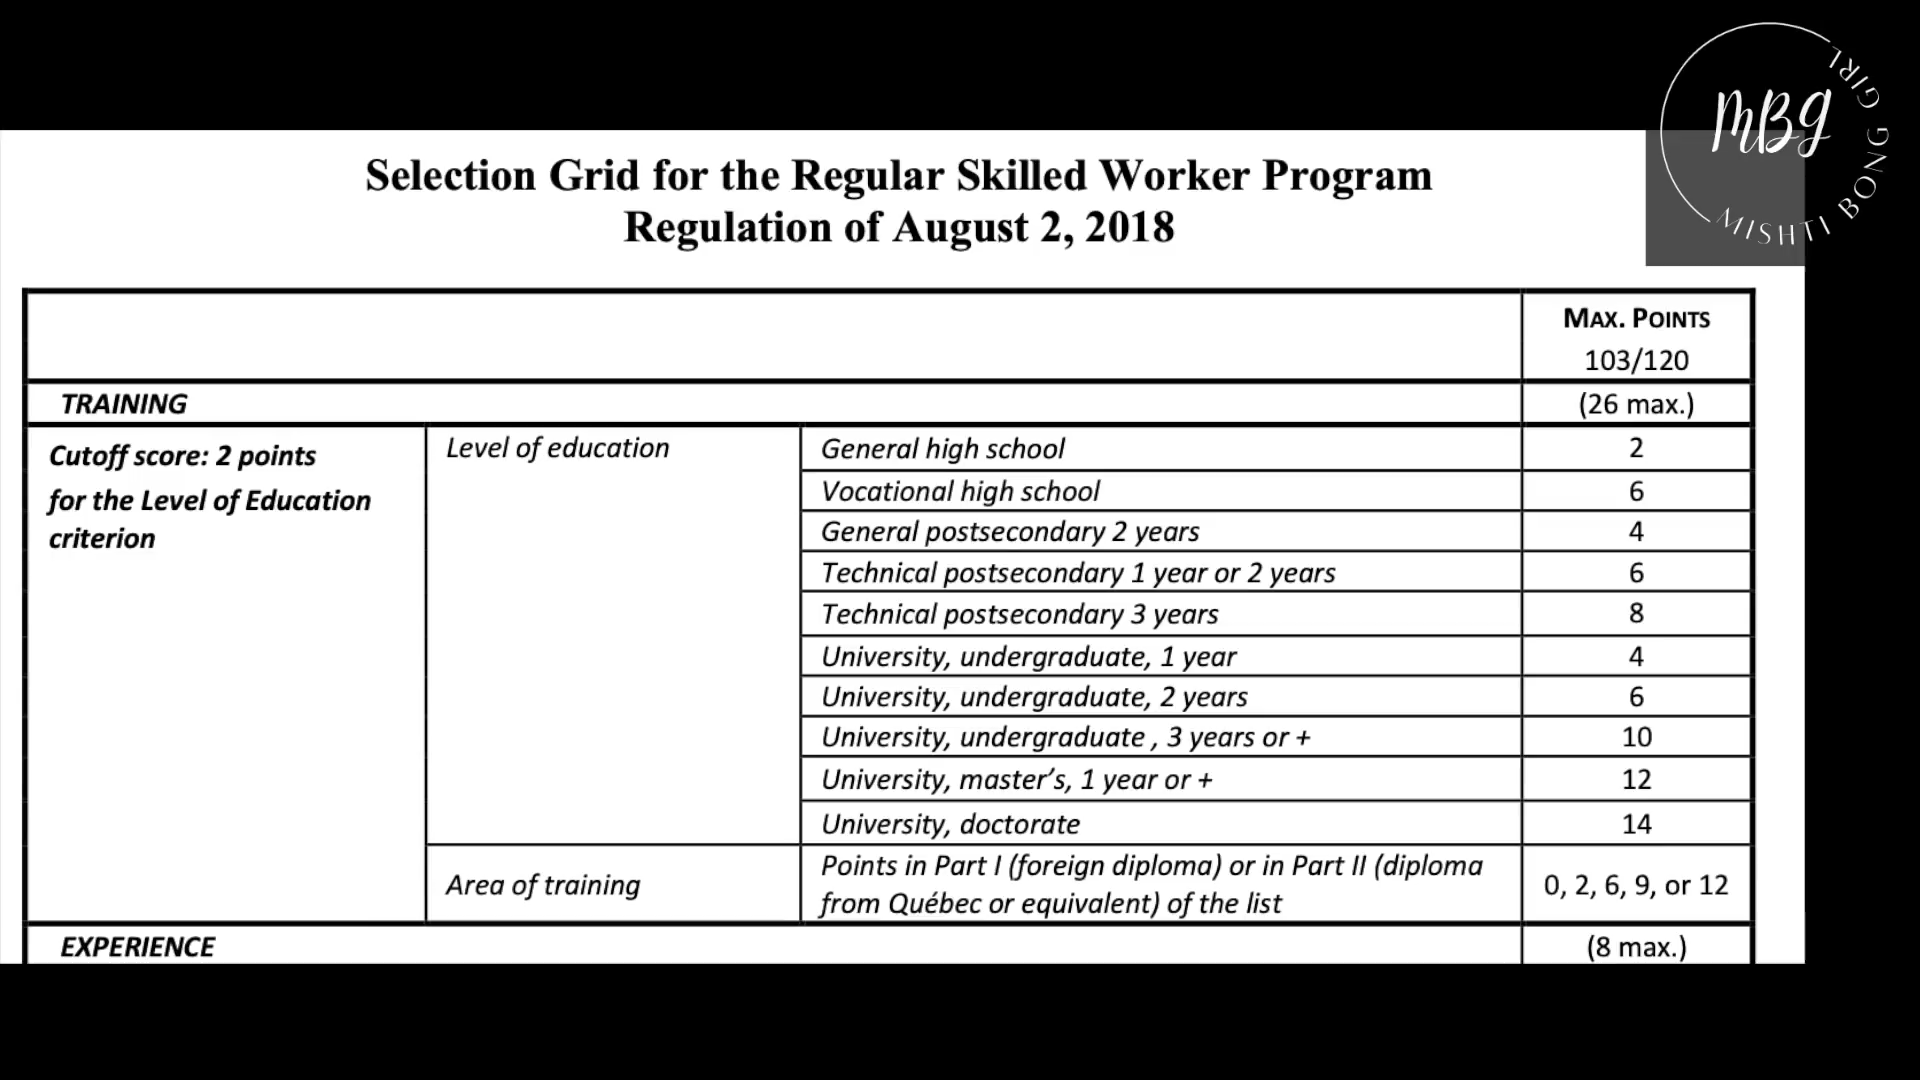 MBG
MISHTI BONG GIRL
Selection Grid for the Regular Skilled Worker Program
Regulation of August 2, 2018
MAX. POINTS
103/120
TRAINING (26 max.)
Cutoff score: 2 points
for the Level of Education
criterion
Level of education
General high school 2
Vocational high school 6
General postsecondary 2 years 4
Technical postsecondary 1 year or 2 years 6
Technical postsecondary 3 years 8
University, undergraduate, 1 year 4
University, undergraduate, 2 years 6
University, undergraduate , 3 years or + 10
University, master’s, 1 year or + 12
University, doctorate 14
Area of training
Points in Part I (foreign diploma) or in Part II (diploma
from Québec or equivalent) of the list
0, 2, 6, 9, or 12
EXPERIENCE (8 max.)